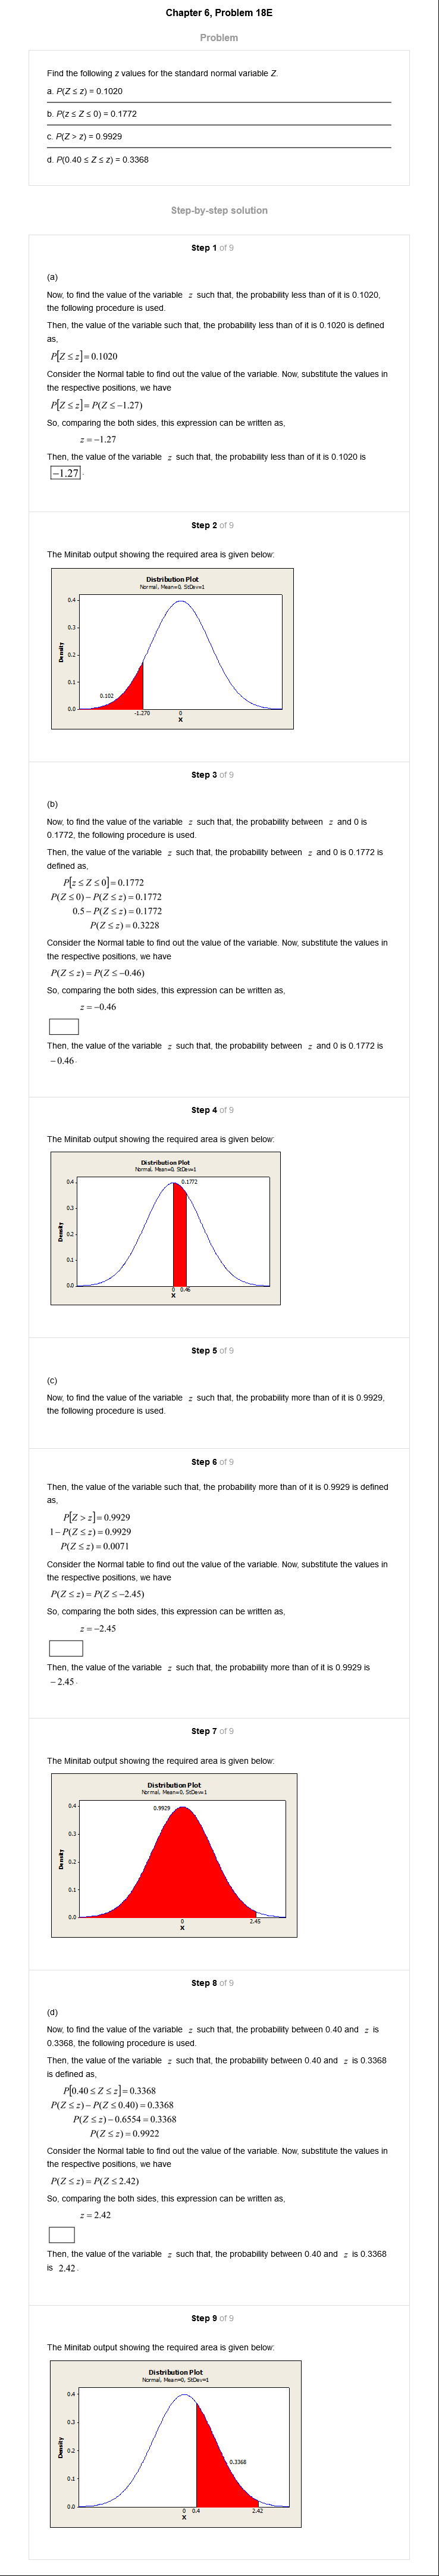 Chapter 6, Problem 18E
Problem
Find the following z values for the standard normal variable Z.
a. P(Z ≤ z) = 0.1020
b. P(z ≤ Z ≤ 0) = 0.1772
c. P(Z > z) = 0.9929
d. P(0.40 ≤ Z ≤ z) = 0.3368
Step-by-step solution
Step 1 of 9
(a)
Now, to find the value of the variable z such that, the probability less than of it is 0.1020,
the following procedure is used.
Then, the value of the variable such that, the probability less than of it is 0.1020 is defined
as,
P[Z ≤ z] = 0.1020
Consider the Normal table to find out the value of the variable. Now, substitute the values in
the respective positions, we have
P[Z ≤ z] = P(Z ≤ −1.27)
So, comparing the both sides, this expression can be written as,
z = −1.27
Then, the value of the variable z such that, the probability less than of it is 0.1020 is
−1.27.
Step 2 of 9
The Minitab output showing the required area is given below:
Distribution Plot
Normal, Mean=0, StDev=1
0.4
0.3
0.2
0.1
0.0
Density
0.102
-1.270
0
X
Step 3 of 9
(b)
Now, to find the value of the variable z such that, the probability between z and 0 is
0.1772, the following procedure is used.
Then, the value of the variable z such that, the probability between z and 0 is 0.1772 is
defined as,
P[z ≤ Z ≤ 0] = 0.1772
P(Z ≤ 0) − P(Z ≤ z) = 0.1772
0.5 − P(Z ≤ z) = 0.1772
P(Z ≤ z) = 0.3228
Consider the Normal table to find out the value of the variable. Now, substitute the values in
the respective positions, we have
P(Z ≤ z) = P(Z ≤ −0.46)
So, comparing the both sides, this expression can be written as,
z = −0.46
Then, the value of the variable z such that, the probability between z and 0 is 0.1772 is
−0.46.
Step 4 of 9
The Minitab output showing the required area is given below:
Distribution Plot
Normal, Mean=0, StDev=1
0.4
0.3
0.2
0.1
0.0
Density
0.1772
0 0.46
X
Step 5 of 9
(c)
Now, to find the value of the variable z such that, the probability more than of it is 0.9929,
the following procedure is used.
Step 6 of 9
Then, the value of the variable such that, the probability more than of it is 0.9929 is defined
as,
P[Z > z] = 0.9929
1 − P(Z ≤ z) = 0.9929
P(Z ≤ z) = 0.0071
Consider the Normal table to find out the value of the variable. Now, substitute the values in
the respective positions, we have
P(Z ≤ z) = P(Z ≤ −2.45)
So, comparing the both sides, this expression can be written as,
z = −2.45
Then, the value of the variable z such that, the probability more than of it is 0.9929 is
−2.45.
Step 7 of 9
The Minitab output showing the required area is given below:
Distribution Plot
Normal, Mean=0, StDev=1
0.4
0.3
0.2
0.1
0.0
Density
0.9929
0
2.45
X
Step 8 of 9
(d)
Now, to find the value of the variable z such that, the probability between 0.40 and z is
0.3368, the following procedure is used.
Then, the value of the variable z such that, the probability between 0.40 and z is 0.3368
is defined as,
P[0.40 ≤ Z ≤ z] = 0.3368
P(Z ≤ z) − P(Z ≤ 0.40) = 0.3368
P(Z ≤ z) − 0.6554 = 0.3368
P(Z ≤ z) = 0.9922
Consider the Normal table to find out the value of the variable. Now, substitute the values in
the respective positions, we have
P(Z ≤ z) = P(Z ≤ 2.42)
So, comparing the both sides, this expression can be written as,
z = 2.42
Then, the value of the variable z such that, the probability between 0.40 and z is 0.3368
is 2.42.
Step 9 of 9
The Minitab output showing the required area is given below:
Distribution Plot
Normal, Mean=0, StDev=1
0.4
0.3
0.2
0.1
0.0
Density
0.3368
0 0.4
2.42
X